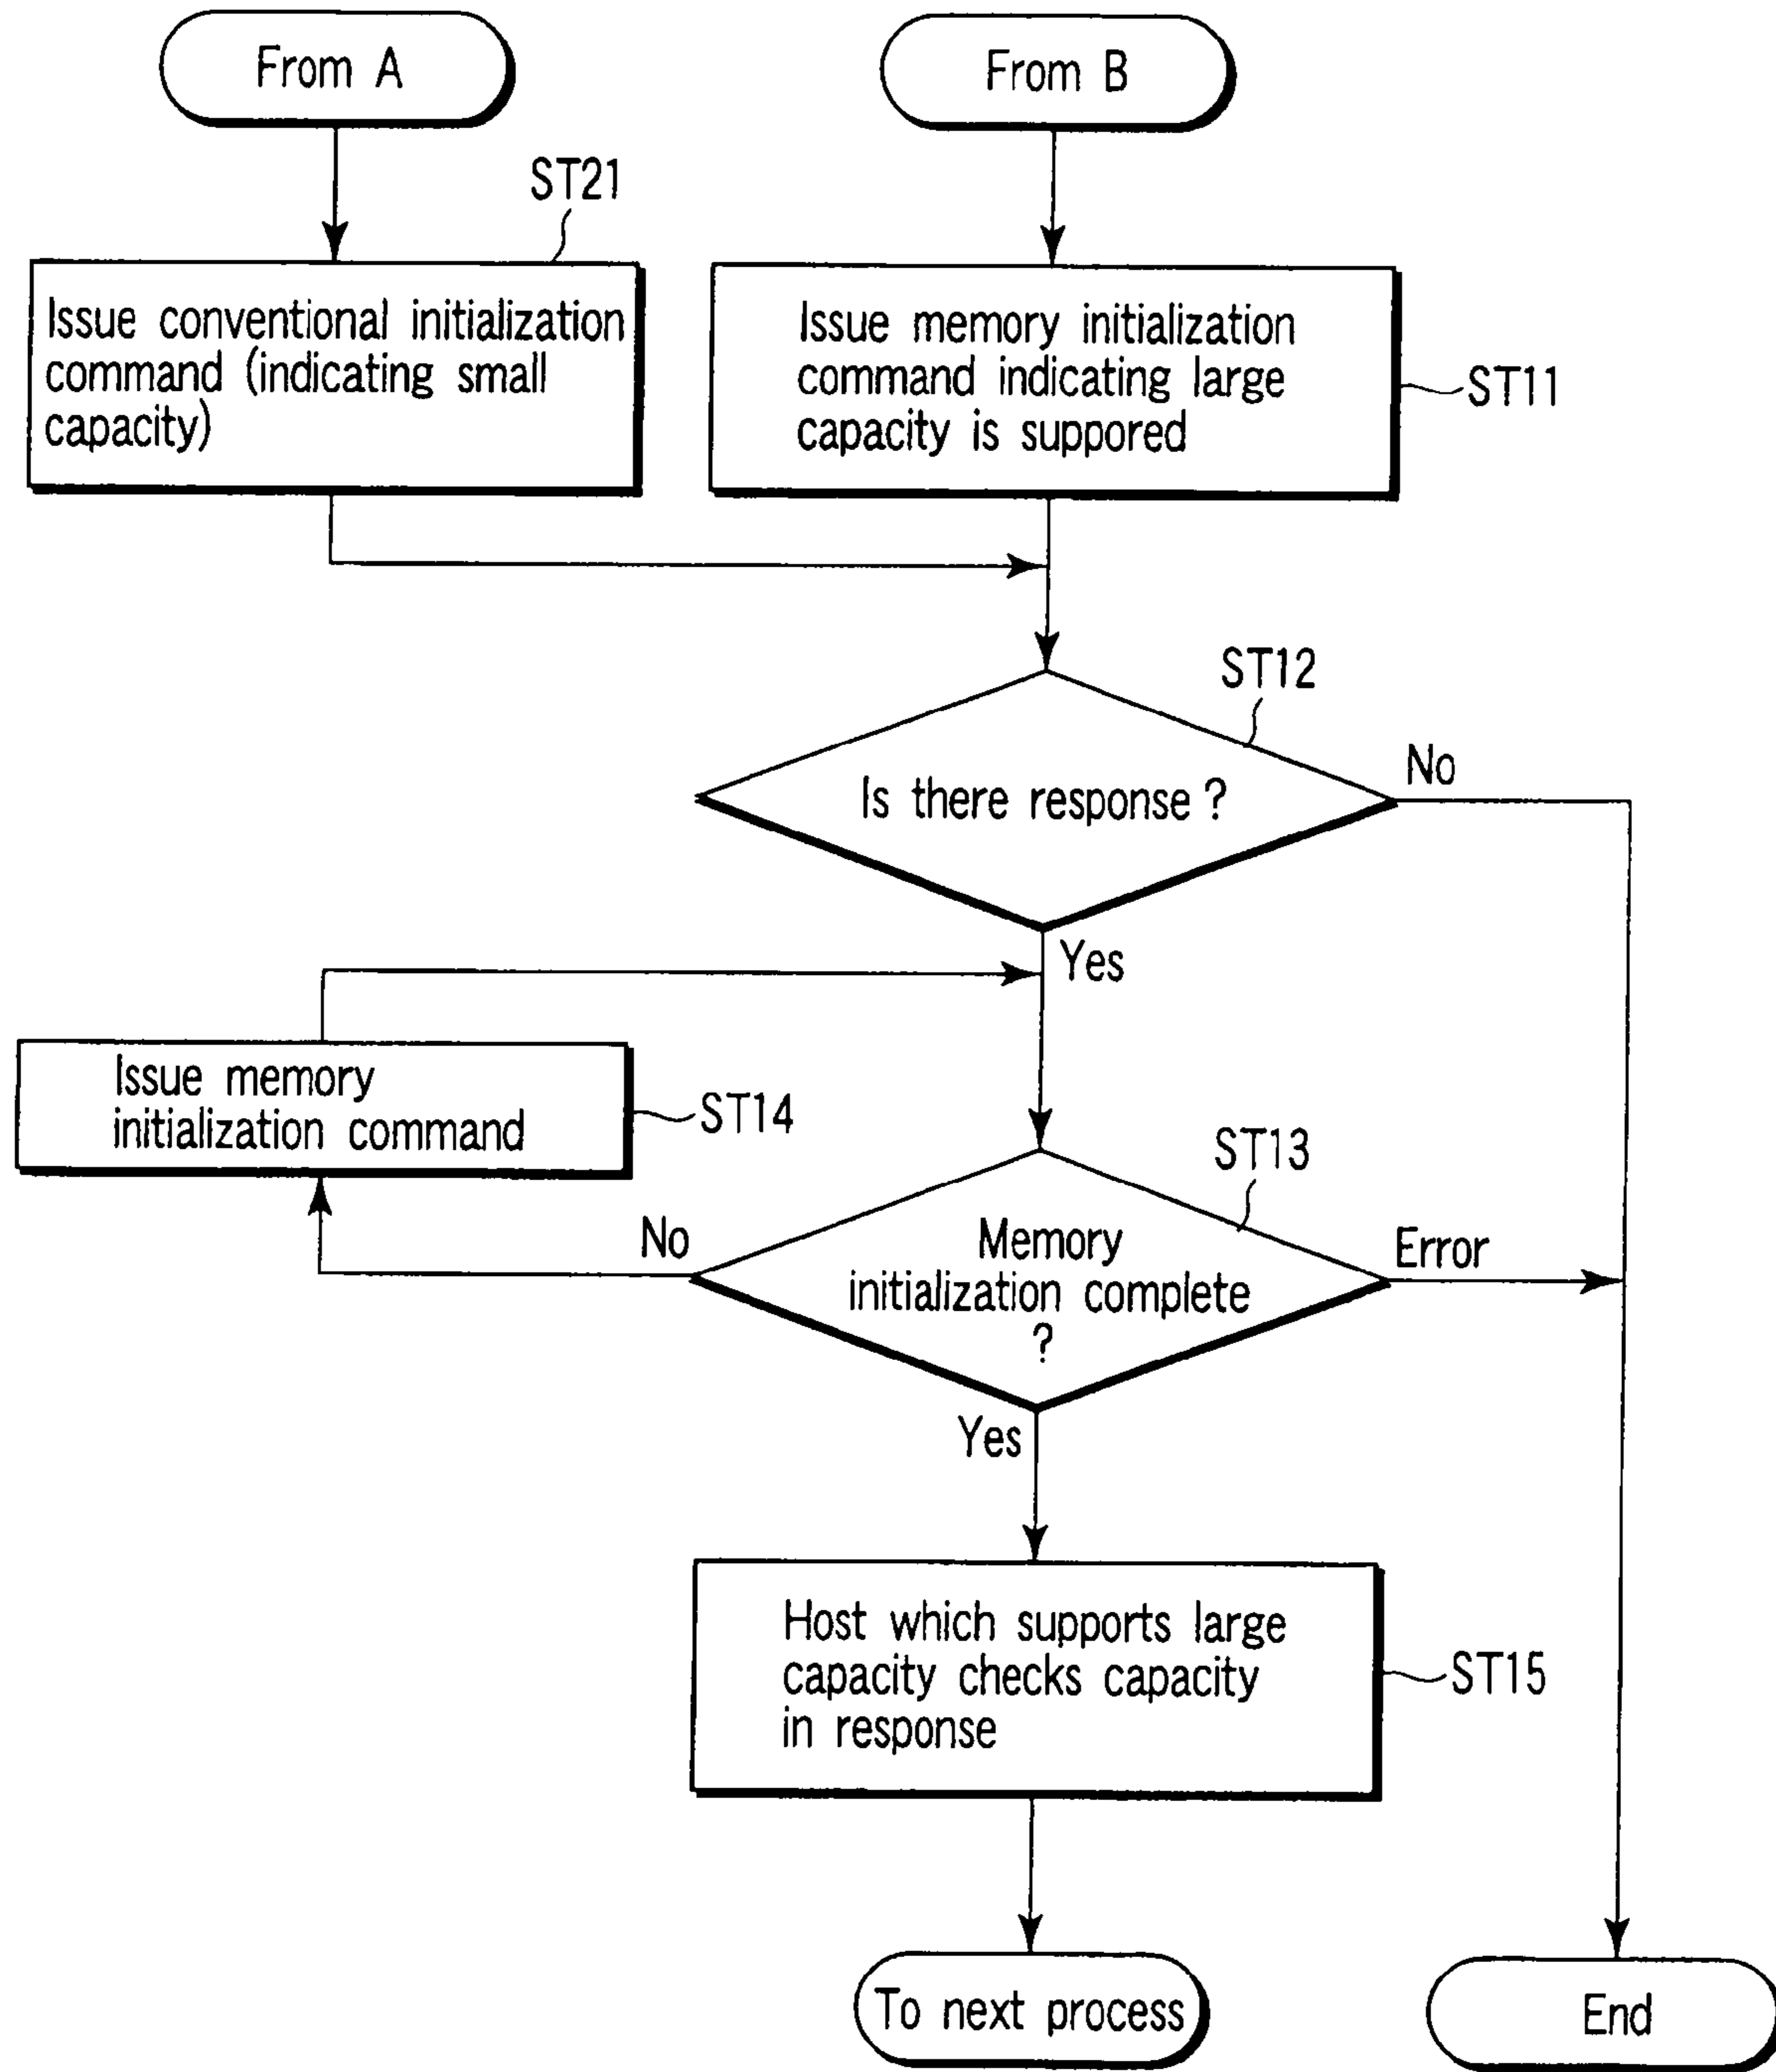 From A
From B
ST21
Issue conventional initialization
command (indicating small
capacity)
Issue memory initialization
command indicating large
capacity is suppored
ST11
ST12
Is there response ?
No
Yes
Issue memory
initialization command
ST14
ST13
No
Memory
initialization complete
?
Error
Yes
Host which supports large
capacity checks capacity
in response
ST15
To next process
End